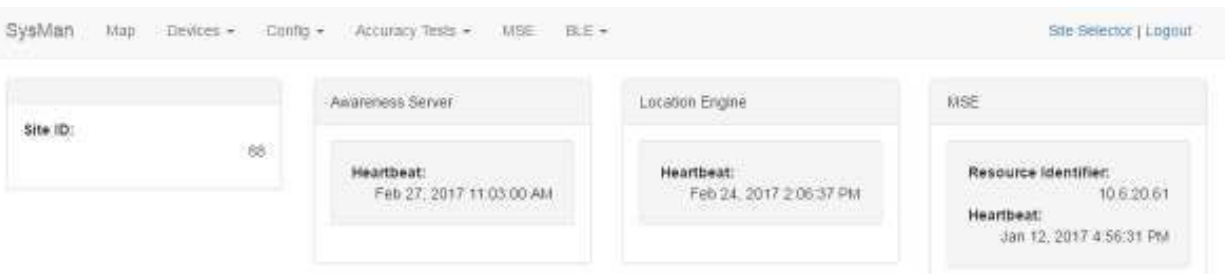 SysMan Map Devices Config Accuracy Tests MSE BLE Site Selector | Logout
Site ID:
68
Awareness Server
Heartbeat:
Feb 27, 2017 11:03:00 AM
Location Engine
Heartbeat:
Feb 24, 2017 2:06:37 PM
MSE
Resource Identifier:
10.6.20.61
Heartbeat:
Jan 12, 2017 4:56:31 PM